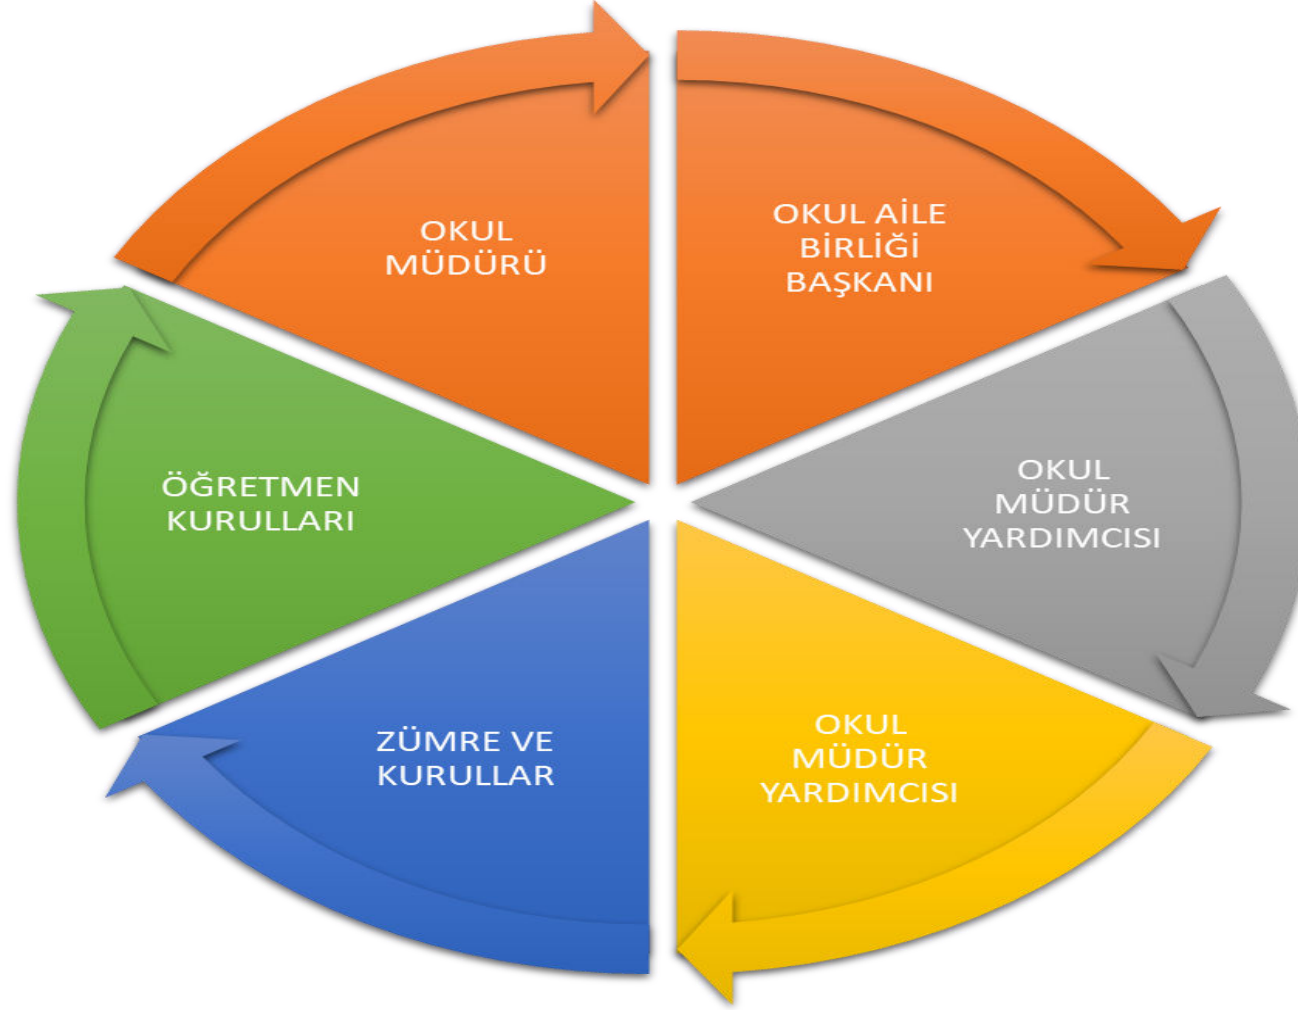 OKUL
MÜDÜRÜ
OKUL AİLE
BİRLİĞİ
BAŞKANI
OKUL
MÜDÜR
YARDIMCISI
OKUL
MÜDÜR
YARDIMCISI
ZÜMRE VE
KURULLAR
ÖĞRETMEN
KURULLARI